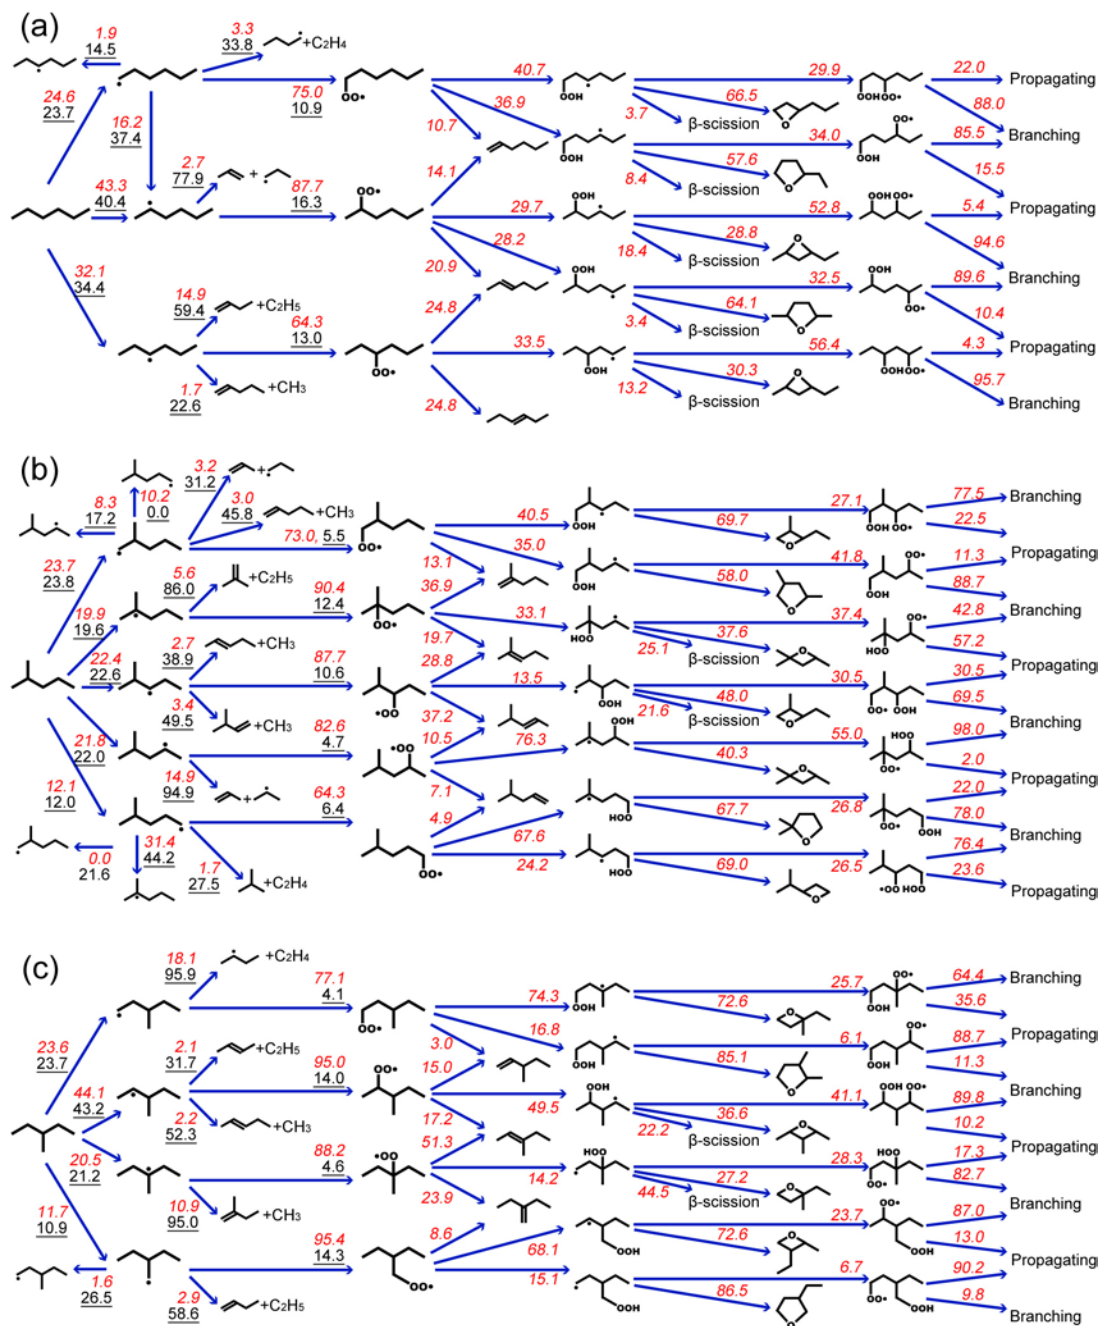 (a)
1.9
14.5
3.3
33.8
+C2H4
24.6
23.7
75.0
10.9
OO•
40.7
OOH
29.9
OOHOO•
22.0
Propagating
16.2
37.4
36.9
10.7
3.7
66.5
O
β-scission
88.0
OO•
Branching
2.7
77.9
+
14.1
OOH
34.0
OOH
85.5
57.6
O
8.4
β-scission
15.5
43.3
40.4
87.7
16.3
OO•
29.7
OOH
52.8
OOH OO•
5.4
Propagating
28.2
28.8
O
18.4
β-scission
94.6
20.9
OOH
32.5
OOH
OO•
89.6
Branching
32.1
34.4
14.9
59.4
+C2H5
64.3
13.0
OO•
24.8
64.1
O
3.4
β-scission
10.4
33.5
OOH
56.4
OOHOO•
4.3
Propagating
1.7
22.6
+CH3
24.8
30.3
O
13.2
β-scission
95.7
Branching
(b)
10.2
0.0
3.2
31.2
+
8.3
17.2
3.0
45.8
+CH3
73.0, 5.5
OO•
40.5
OOH
27.1
OOH OO•
77.5
Branching
22.5
69.7
O
23.7
23.8
13.1
35.0
OOH
41.8
OO•
OOH
11.3
Propagating
5.6
86.0
+C2H5
36.9
58.0
O
88.7
19.9
19.6
90.4
12.4
OO•
33.1
HOO
37.4
OO•
HOO
42.8
Branching
2.7
38.9
+CH3
19.7
37.6
O
25.1
β-scission
57.2
22.4
22.6
87.7
10.6
•OO
28.8
13.5
OOH
30.5
OO• OOH
30.5
Propagating
3.4
49.5
+CH3
37.2
48.0
O
21.6
β-scission
69.5
21.8
22.0
82.6
4.7
•OO
10.5
76.3
OOH
55.0
HOO
OO•
98.0
Branching
14.9
94.9
+
7.1
40.3
O
2.0
Propagating
12.1
12.0
64.3
6.4
OO•
4.9
67.6
HOO
67.7
O
26.8
OO•
OOH
22.0
78.0
Branching
0.0
21.6
31.4
44.2
1.7
27.5
+C2H4
24.2
HOO
69.0
O
26.5
•OO HOO
76.4
23.6
Propagating
(c)
18.1
95.9
+C2H4
77.1
4.1
OO•
74.3
OOH
25.7
OO•
OOH
64.4
Branching
72.6
O
35.6
23.6
23.7
16.8
OOH
6.1
OO•
OOH
88.7
Propagating
3.0
85.1
O
11.3
2.1
31.7
+C2H5
95.0
14.0
OO•
15.0
44.1
43.2
49.5
OOH
41.1
OOH OO•
89.8
Branching
2.2
52.3
+CH3
17.2
36.6
O
22.2
β-scission
10.2
Propagating
20.5
21.2
88.2
4.6
•OO
51.3
14.2
HOO
28.3
HOO
OO•
17.3
10.9
95.0
+CH3
23.9
27.2
O
44.5
β-scission
82.7
Branching
11.7
10.9
95.4
14.3
OO•
8.6
68.1
OOH
23.7
OO•
OOH
87.0
72.6
O
13.0
Propagating
1.6
26.5
2.9
58.6
+C2H5
15.1
OOH
6.7
OO•
OOH
90.2
86.5
O
9.8
Branching